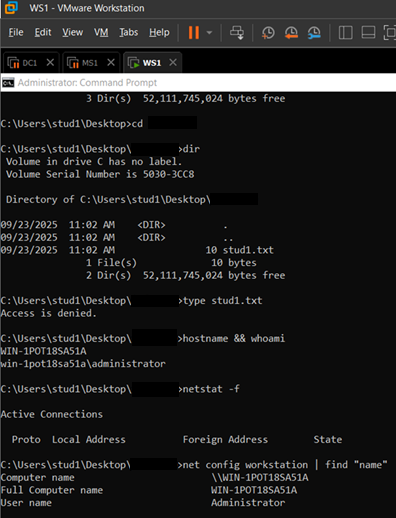 WS1 - VMware Workstation
File Edit View VM Tabs Help
DC1 MS1 WS1
Administrator: Command Prompt
3 Dir(s) 52,111,745,024 bytes free
C:\Users\stud1\Desktop>cd
C:\Users\stud1\Desktop\ >dir
Volume in drive C has no label.
Volume Serial Number is 5030-3CC8
Directory of C:\Users\stud1\Desktop\
09/23/2025 11:02 AM <DIR> .
09/23/2025 11:02 AM <DIR> ..
09/23/2025 11:02 AM 10 stud1.txt
1 File(s) 10 bytes
2 Dir(s) 52,111,745,024 bytes free
C:\Users\stud1\Desktop\ >type stud1.txt
Access is denied.
C:\Users\stud1\Desktop\ >hostname && whoami
WIN-1POT18SA51A
win-1pot18sa51a\administrator
C:\Users\stud1\Desktop\ >netstat -f
Active Connections
Proto Local Address Foreign Address State
C:\Users\stud1\Desktop\ >net config workstation | find "name"
Computer name \\WIN-1POT18SA51A
Full Computer name WIN-1POT18SA51A
User name Administrator